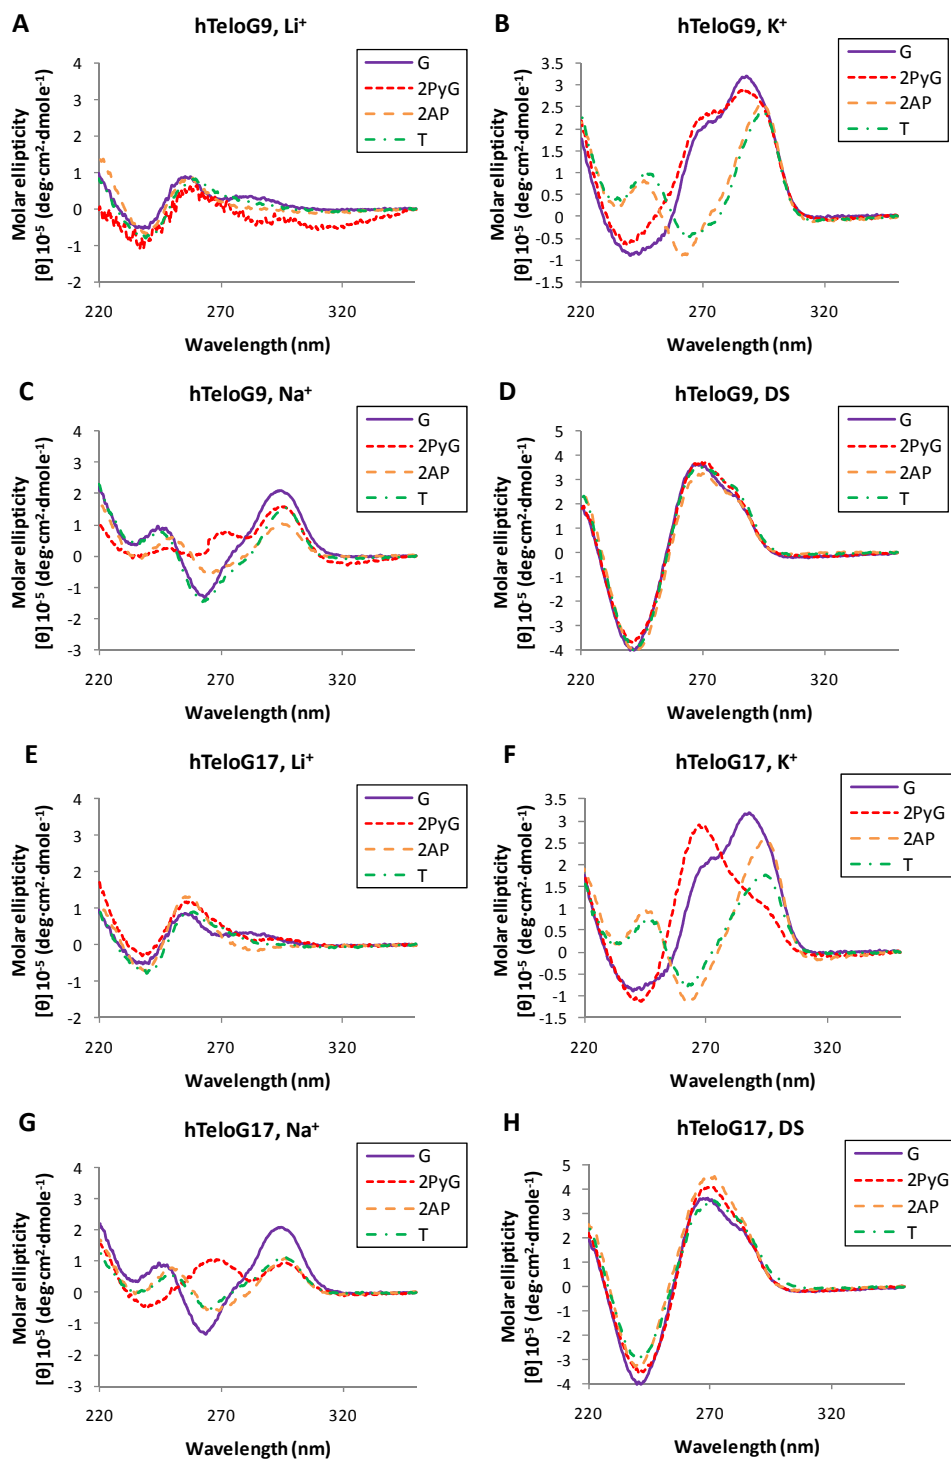 A
hTeloG9, Li⁺
Molar ellipticity
[θ] 10⁻⁵ (deg·cm²·dmole⁻¹)
4
3
2
1
0
-1
-2
220
270
320
Wavelength (nm)
G
2PyG
2AP
T
B
hTeloG9, K⁺
Molar ellipticity
[θ] 10⁻⁵ (deg·cm²·dmole⁻¹)
3.5
3
2.5
2
1.5
1
0.5
0
-0.5
-1
-1.5
220
270
320
Wavelength (nm)
G
2PyG
2AP
T
C
hTeloG9, Na⁺
Molar ellipticity
[θ] 10⁻⁵ (deg·cm²·dmole⁻¹)
4
3
2
1
0
-1
-2
-3
220
270
320
Wavelength (nm)
G
2PyG
2AP
T
D
hTeloG9, DS
Molar ellipticity
[θ] 10⁻⁵ (deg·cm²·dmole⁻¹)
5
4
3
2
1
0
-1
-2
-3
-4
220
270
320
Wavelength (nm)
G
2PyG
2AP
T
E
hTeloG17, Li⁺
Molar ellipticity
[θ] 10⁻⁵ (deg·cm²·dmole⁻¹)
4
3
2
1
0
-1
-2
220
270
320
Wavelength (nm)
G
2PyG
2AP
T
F
hTeloG17, K⁺
Molar ellipticity
[θ] 10⁻⁵ (deg·cm²·dmole⁻¹)
3.5
3
2.5
2
1.5
1
0.5
0
-0.5
-1
-1.5
220
270
320
Wavelength (nm)
G
2PyG
2AP
T
G
hTeloG17, Na⁺
Molar ellipticity
[θ] 10⁻⁵ (deg·cm²·dmole⁻¹)
4
3
2
1
0
-1
-2
-3
220
270
320
Wavelength (nm)
G
2PyG
2AP
T
H
hTeloG17, DS
Molar ellipticity
[θ] 10⁻⁵ (deg·cm²·dmole⁻¹)
5
4
3
2
1
0
-1
-2
-3
-4
220
270
320
Wavelength (nm)
G
2PyG
2AP
T